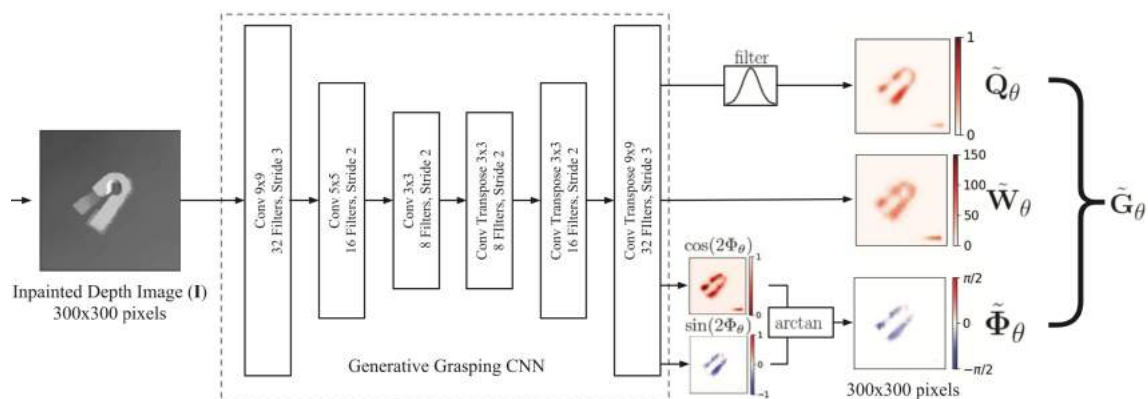 Inpainted Depth Image (I)
300x300 pixels
Conv 9x9
32 Filters, Stride 3
Conv 5x5
16 Filters, Stride 2
Conv 3x3
8 Filters, Stride 2
Conv Transpose 3x3
8 FIlters, Stride 2
Conv Transpose 3x3
16 Filters, Stride 2
Conv Transpose 9x9
32 FIlters, Stride 3
Generative Grasping CNN
filter
1
0
Q̃θ
150
100
50
0
W̃θ
cos(2Φθ)
1
0
sin(2Φθ)
1
0
−1
arctan
π/2
0
−π/2
Φ̃θ
300x300 pixels
G̃θ